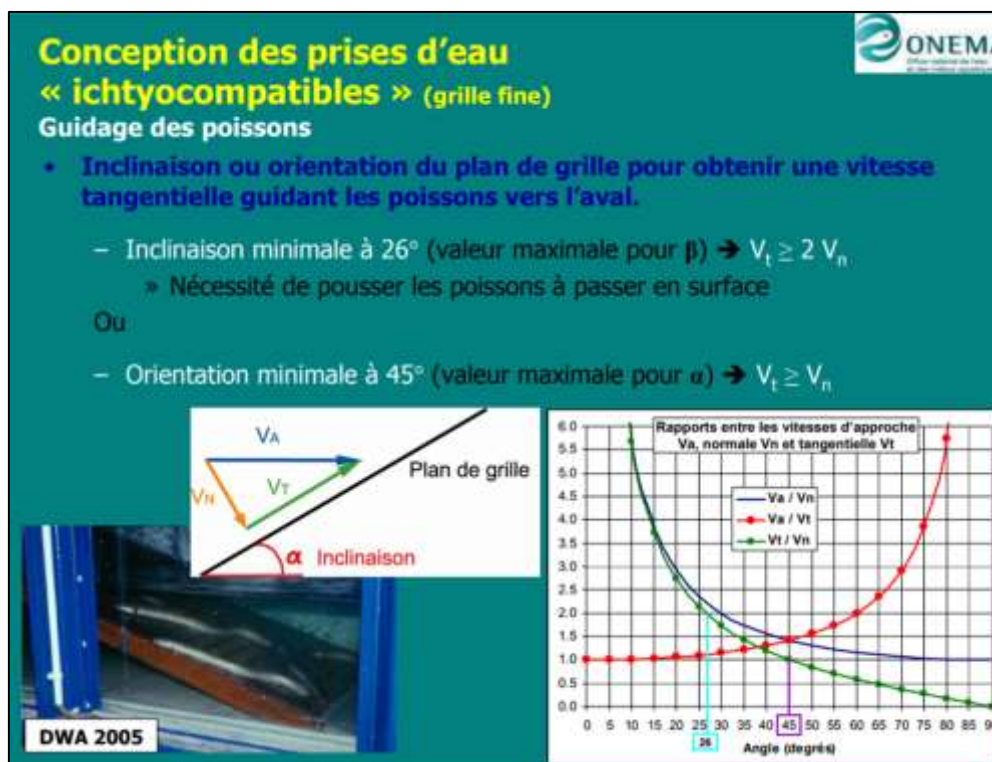 Conception des prises d'eau
« ichtyocompatibles » (grille fine)
ONEMA
Guidage des poissons
• Inclinaison ou orientation du plan de grille pour obtenir une vitesse
tangentielle guidant les poissons vers l'aval.
– Inclinaison minimale à 26° (valeur maximale pour β) ➔ Vt ≥ 2 Vn
» Nécessité de pousser les poissons à passer en surface
Ou
– Orientation minimale à 45° (valeur maximale pour α) ➔ Vt ≥ Vn
VA
VN
VT
Plan de grille
α Inclinaison
DWA 2005
Rapports entre les vitesses d'approche
Va, normale Vn et tangentielle Vt
Va / Vn
Va / Vt
Vt / Vn
6.0
5.5
5.0
4.5
4.0
3.5
3.0
2.5
2.0
1.5
1.0
0.5
0.0
0 5 10 15 20 25 30 35 40 45 50 55 60 65 70 75 80 85
26
Angle (degrés)